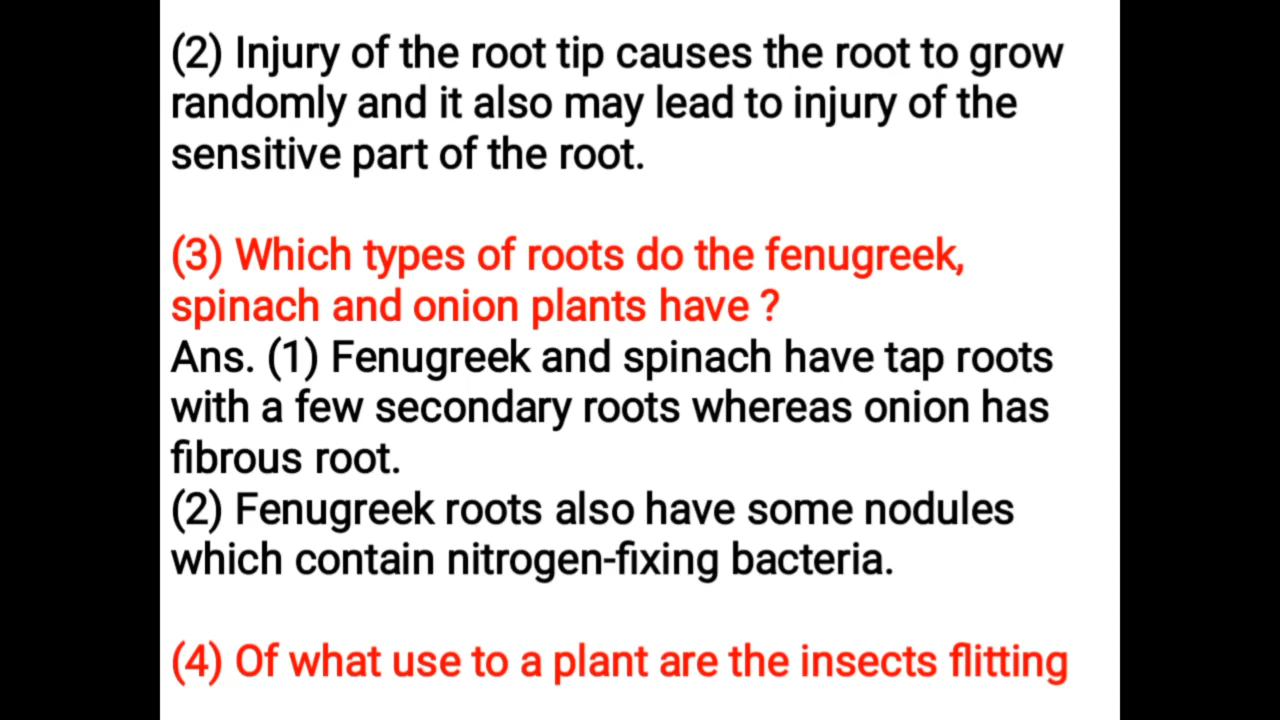 (2) Injury of the root tip causes the root to grow
randomly and it also may lead to injury of the
sensitive part of the root.
(3) Which types of roots do the fenugreek,
spinach and onion plants have ?
Ans. (1) Fenugreek and spinach have tap roots
with a few secondary roots whereas onion has
fibrous root.
(2) Fenugreek roots also have some nodules
which contain nitrogen-fixing bacteria.
(4) Of what use to a plant are the insects flitting